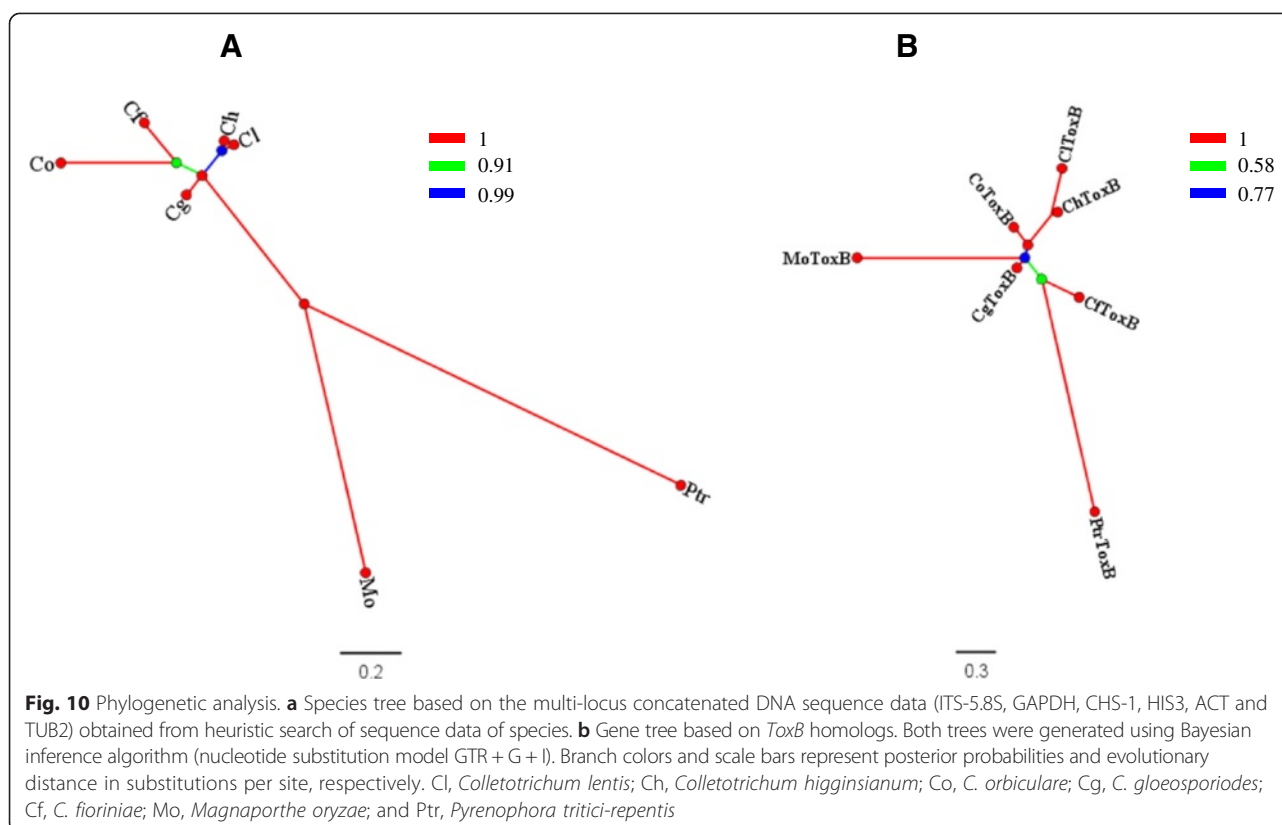 A
B
Cf
Ch
Cl
Co
Cg
Mo
Ptr
1
0.91
0.99
0.2
ClToxB
CoToxB
ChToxB
MoToxB
CgToxB
CfToxB
PtrToxB
1
0.58
0.77
0.3
Fig. 10 Phylogenetic analysis. a Species tree based on the multi-locus concatenated DNA sequence data (ITS-5.8S, GAPDH, CHS-1, HIS3, ACT and
TUB2) obtained from heuristic search of sequence data of species. b Gene tree based on ToxB homologs. Both trees were generated using Bayesian
inference algorithm (nucleotide substitution model GTR + G + I). Branch colors and scale bars represent posterior probabilities and evolutionary
distance in substitutions per site, respectively. Cl, Colletotrichum lentis; Ch, Colletotrichum higginsianum; Co, C. orbiculare; Cg, C. gloeosporiodes;
Cf, C. fioriniae; Mo, Magnaporthe oryzae; and Ptr, Pyrenophora tritici-repentis